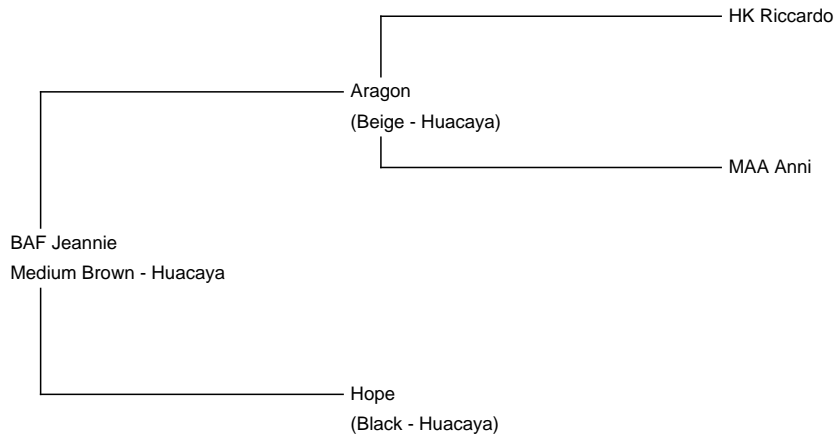 HK Riccardo
Aragon
(Beige - Huacaya)
MAA Anni
BAF Jeannie
Medium Brown - Huacaya
Hope
(Black - Huacaya)